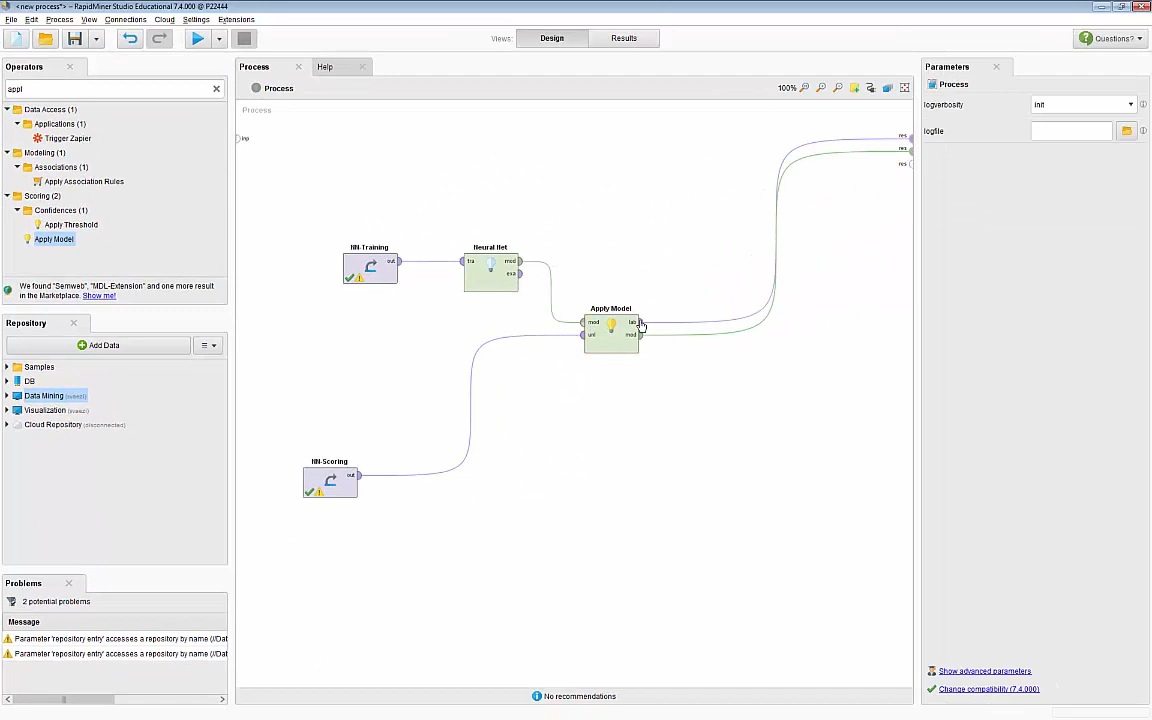 <new process*> – RapidMiner Studio Educational 7.4.000 @ P22444
File Edit Process View Connections Cloud Settings Extensions
Views: Design Results
Questions?
Operators
appl
Data Access (1)
Applications (1)
Trigger Zapier
Modeling (1)
Associations (1)
Apply Association Rules
Scoring (2)
Confidences (1)
Apply Threshold
Apply Model
We found "Semweb", "MDL-Extension" and one more result
in the Marketplace. Show me!
Repository
Add Data
Samples
DB
Data Mining
Visualization
Cloud Repository (disconnected)
Problems
2 potential problems
Message
Parameter 'repository entry' accesses a repository by name (//Dat
Parameter 'repository entry' accesses a repository by name (//Dat
Process
Help
Process
100%
Process
inp
res
res
res
NN-Training
out
Neural Net
tra mod
exa
Apply Model
mod lab
unl mod
NN-Scoring
out
No recommendations
Parameters
Process
logverbosity init
logfile
Show advanced parameters
Change compatibility (7.4.000)